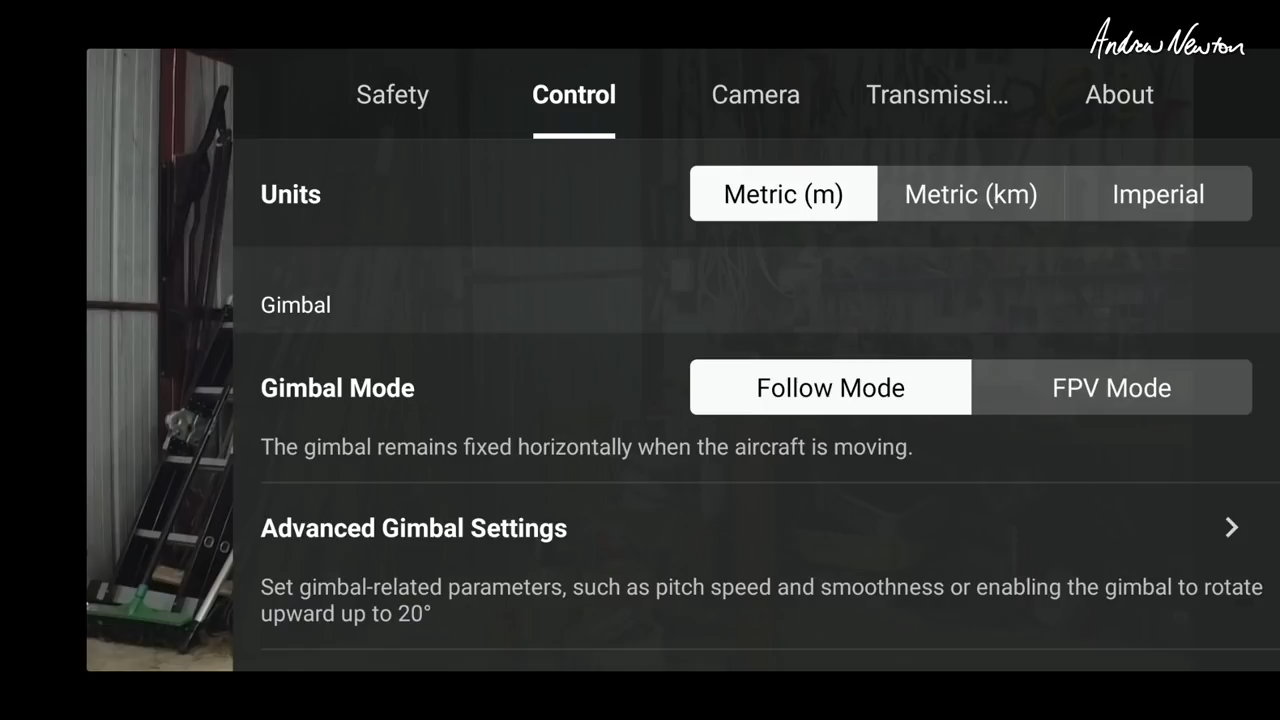 Andrew Newton
Safety Control Camera Transmissi... About
Units Metric (m) Metric (km) Imperial
Gimbal
Gimbal Mode Follow Mode FPV Mode
The gimbal remains fixed horizontally when the aircraft is moving.
Advanced Gimbal Settings
Set gimbal-related parameters, such as pitch speed and smoothness or enabling the gimbal to rotate
upward up to 20°